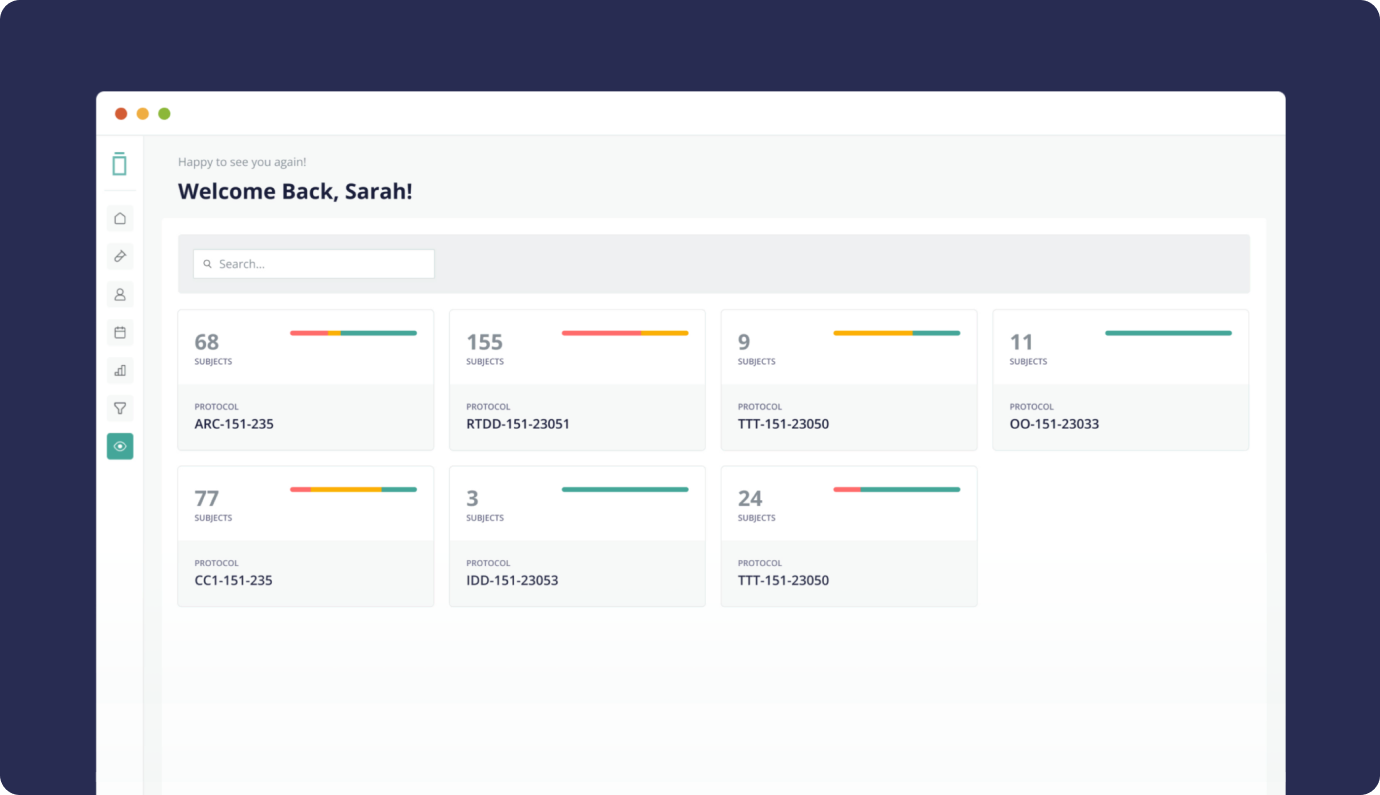 Happy to see you again!
Welcome Back, Sarah!
Search...
68
SUBJECTS
PROTOCOL
ARC-151-235
155
SUBJECTS
PROTOCOL
RTDD-151-23051
9
SUBJECTS
PROTOCOL
TTT-151-23050
11
SUBJECTS
PROTOCOL
OO-151-23033
77
SUBJECTS
PROTOCOL
CC1-151-235
3
SUBJECTS
PROTOCOL
IDD-151-23053
24
SUBJECTS
PROTOCOL
TTT-151-23050